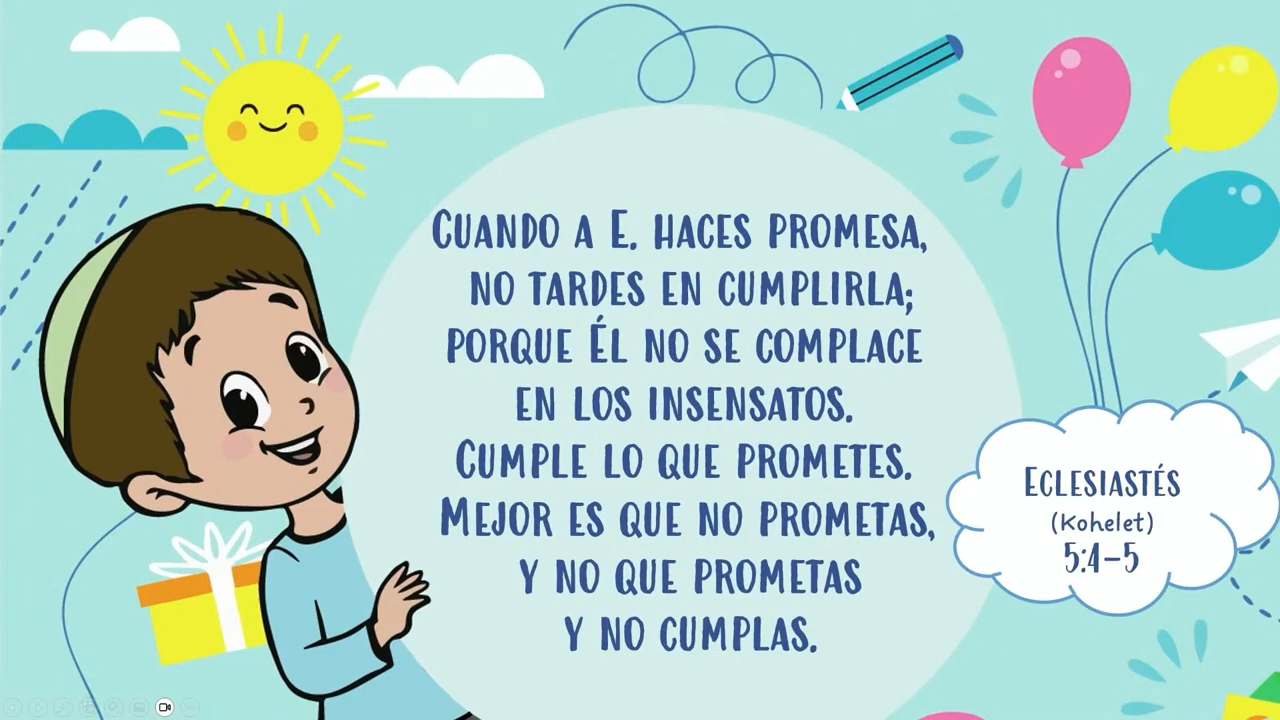 Cuando a E. haces promesa,
no tardes en cumplirla;
porque Él no se complace
en los insensatos.
Cumple lo que prometes.
Mejor es que no prometas,
y no que prometas
y no cumplas.
Eclesiastés
(Kohelet)
5:4-5